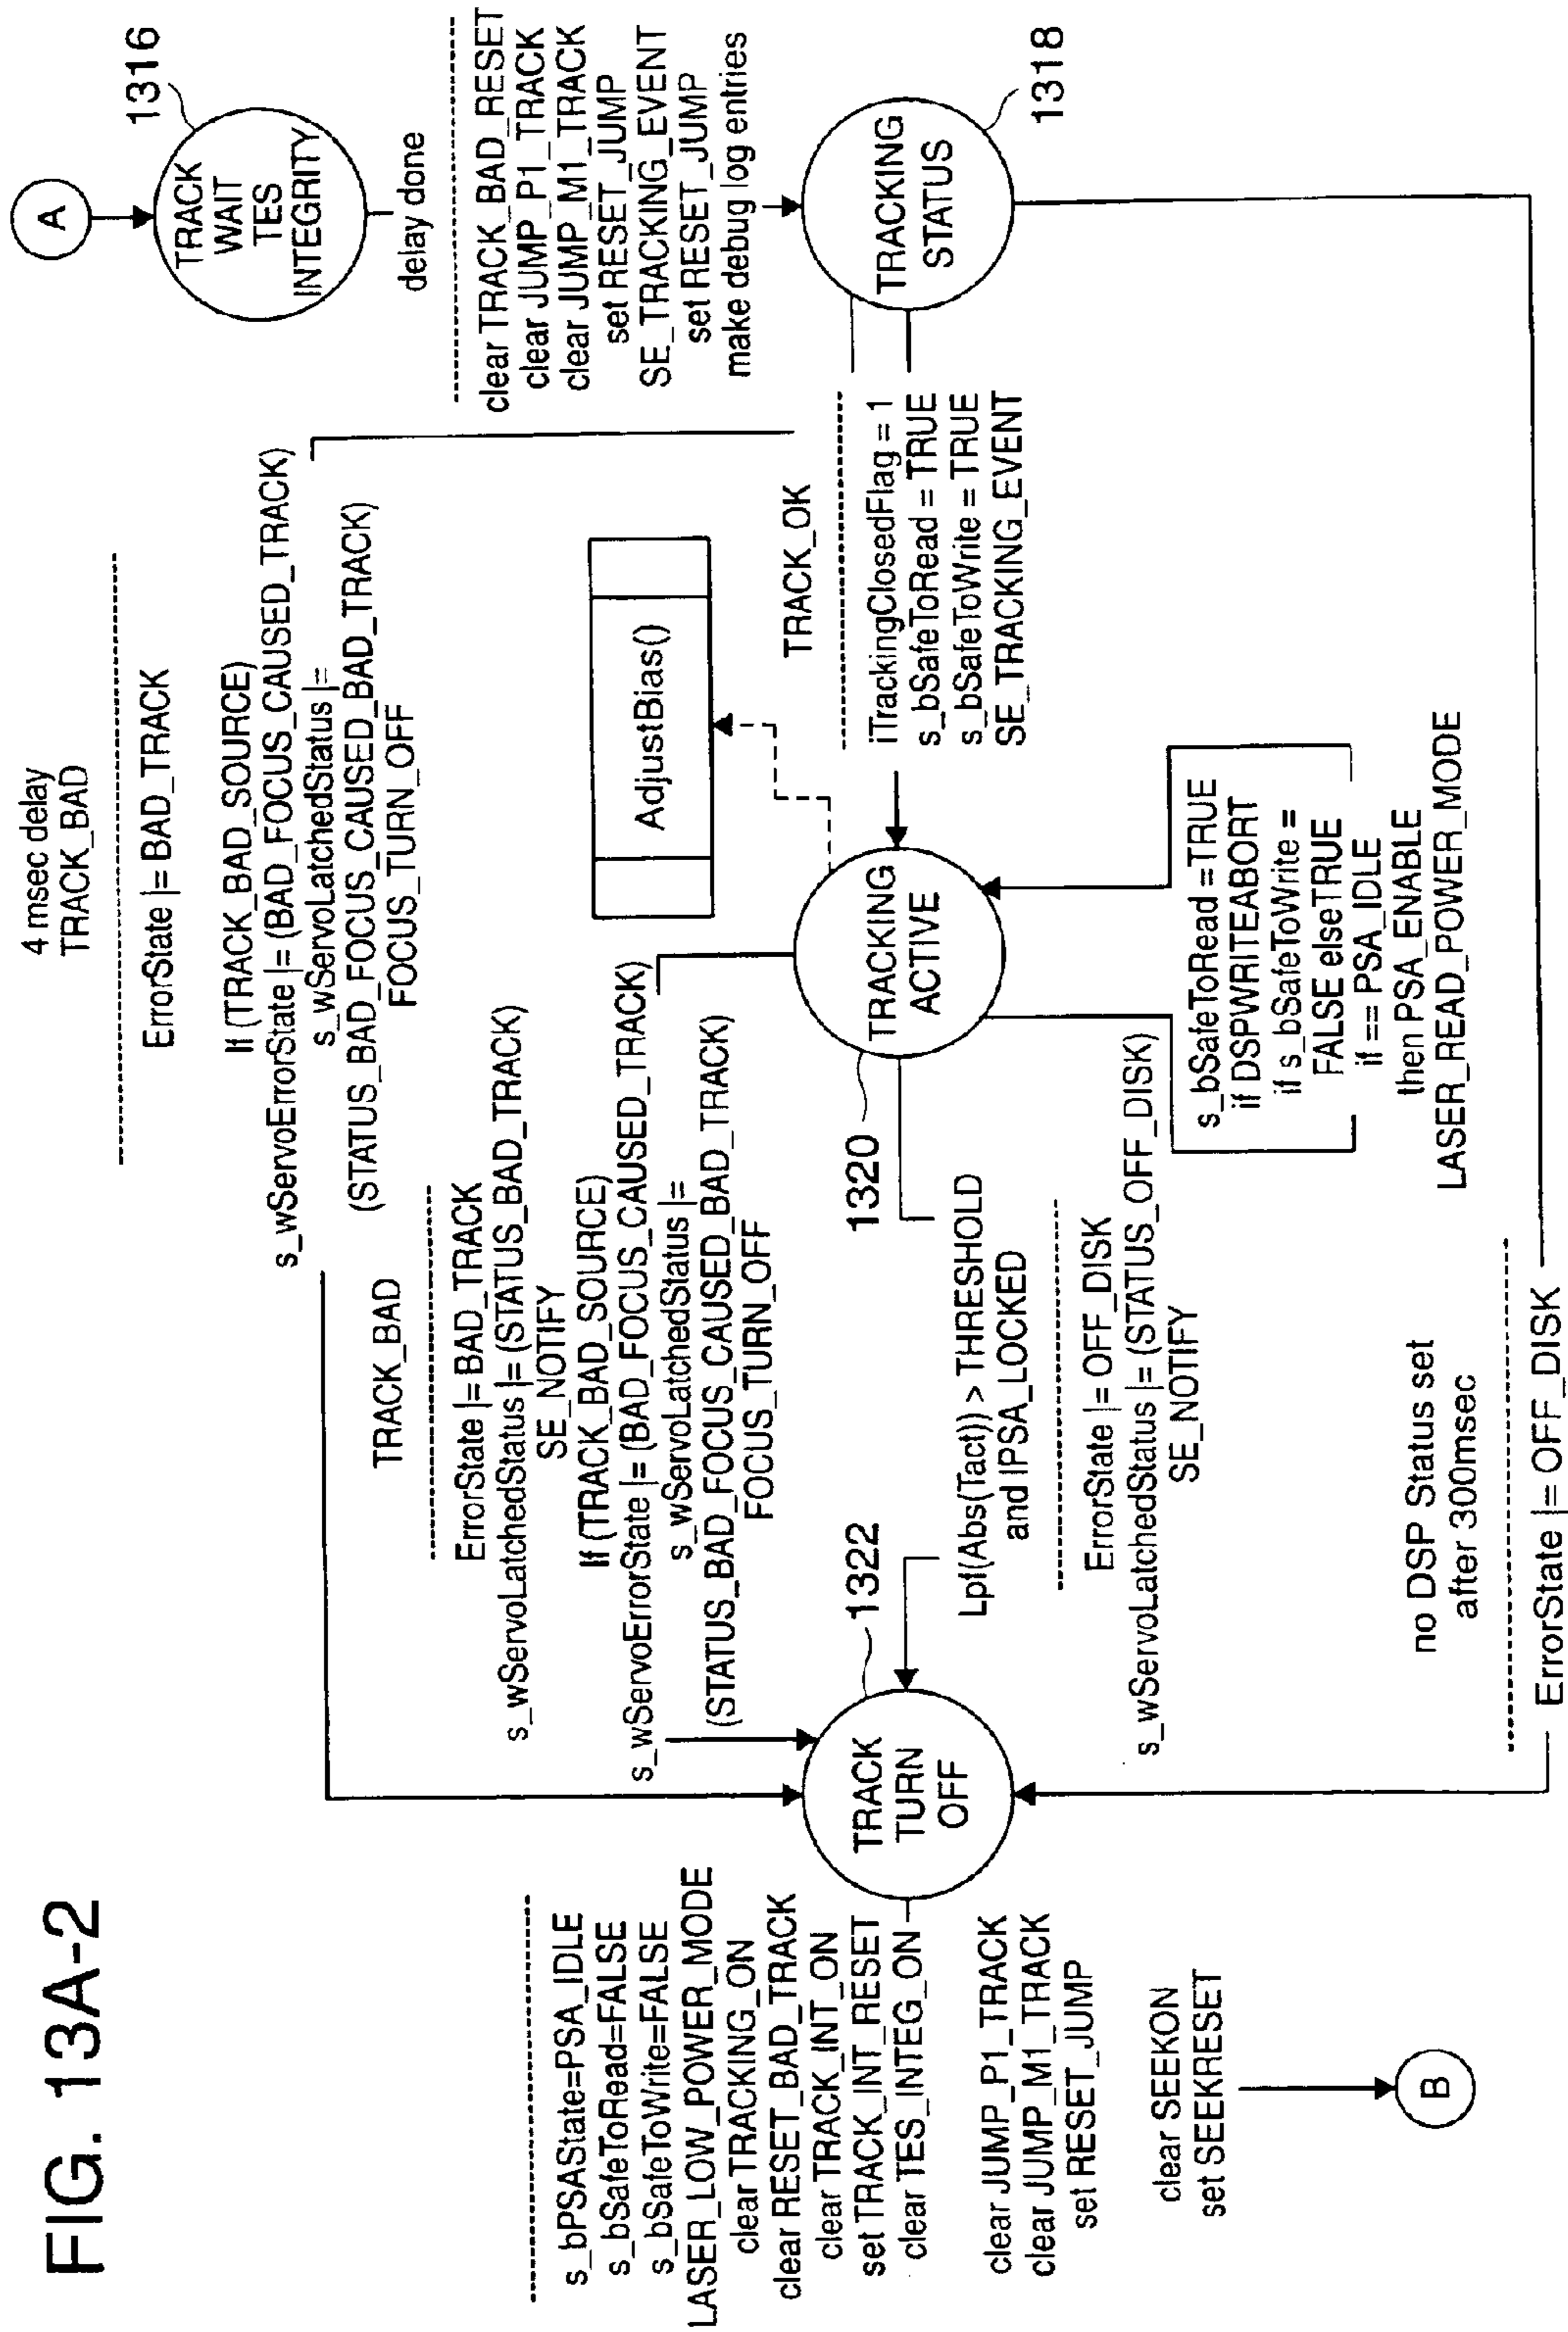 FIG. 13A-2
A
TRACK
WAIT
TES
INTEGRITY
1316
delay done
clear TRACK_BAD_RESET
clear JUMP_P1_TRACK
clear JUMP_M1_TRACK
set RESET_JUMP
SE_TRACKING_EVENT
set RESET_JUMP
make debug log entries
TRACKING
STATUS
1318
4 msec delay
TRACK_BAD
ErrorState |= BAD_TRACK
If (TRACK_BAD_SOURCE)
s_wServoErrorState |= (BAD_FOCUS_CAUSED_TRACK)
s_wServoLatchedStatus |=
(STATUS_BAD_FOCUS_CAUSED_BAD_TRACK)
FOCUS_TURN_OFF
TRACK_OK
iTrackingClosedFlag = 1
s_bSafeToRead = TRUE
s_bSafeToWrite = TRUE
SE_TRACKING_EVENT
AdjustBias()
TRACKING
ACTIVE
1320
s_bSafeToRead =TRUE
if DSPWRITEABORT
if s_bSafeToWrite =
FALSE elseTRUE
if == PSA_IDLE
then PSA_ENABLE
LASER_READ_POWER_MODE
TRACK_BAD
ErrorState |= BAD_TRACK
s_wServoLatchedStatus |= (STATUS_BAD_TRACK)
SE_NOTIFY
If (TRACK_BAD_SOURCE)
s_wServoErrorState |= (BAD_FOCUS_CAUSED_TRACK)
s_wServoLatchedStatus |=
(STATUS_BAD_FOCUS_CAUSED_BAD_TRACK)
FOCUS_TURN_OFF
Lpf(Abs(Tact)) > THRESHOLD
and !PSA_LOCKED
ErrorState |= OFF_DISK
s_wServoLatchedStatus |= (STATUS_OFF_DISK)
SE_NOTIFY
no DSP Status set
after 300msec
ErrorState |= OFF_DISK
TRACK
TURN
OFF
1322
s_bPSAState=PSA_IDLE
s_bSafeToRead=FALSE
s_bSafeToWrite=FALSE
LASER_LOW_POWER_MODE
clear TRACKING_ON
clear RESET_BAD_TRACK
clear TRACK_INT_ON
set TRACK_INT_RESET
clear TES_INTEG_ON
clear JUMP_P1_TRACK
clear JUMP_M1_TRACK
set RESET_JUMP
clear SEEKON
set SEEKRESET
B